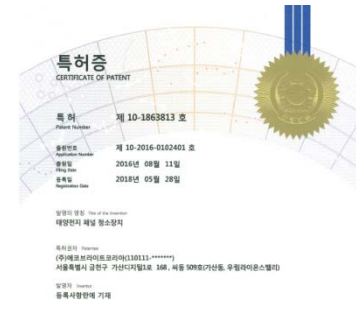 특허증
CERTIFICATE OF PATENT
특 허 제 10-1863813 호
Patent Number
출원번호 제 10-2016-0102401 호
Application Number
출원일 2016년 08월 11일
Filing Date
등록일 2018년 05월 28일
Registration Date
발명의 명칭 Title of the Invention
태양전지 패널 청소장치
특허권자 Patentee
(주)에코브라이트코리아(110111-*******)
서울특별시 금천구 가산디지털1로 168, 씨동 509호(가산동, 우림라이온스밸리)
발명자 Inventor
등록사항란에 기재